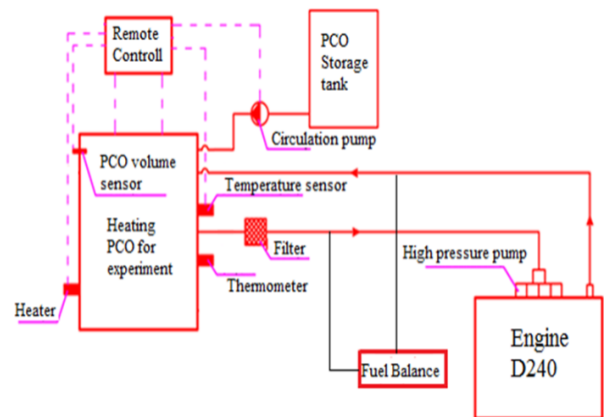 Remote
Controll
PCO
Storage
tank
Circulation pump
PCO volume
sensor
Temperature sensor
Heating
PCO for
experiment
Filter
High pressure pump
Thermometer
Heater
Engine
D240
Fuel Balance